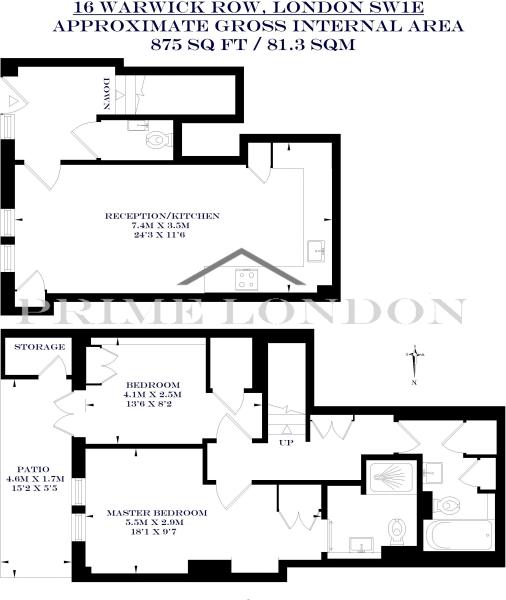 16 WARWICK ROW, LONDON SW1E
APPROXIMATE GROSS INTERNAL AREA
875 SQ FT / 81.3 SQM
DOWN
RECEPTION/KITCHEN
7.4M X 3.5M
24'3 X 11'6
PRIME LONDON
STORAGE
BEDROOM
4.1M X 2.5M
13'6 X 8'2
N
UP
PATIO
4.6M X 1.7M
15'2 X 5'5
MASTER BEDROOM
5.5M X 2.9M
18'1 X 9'7